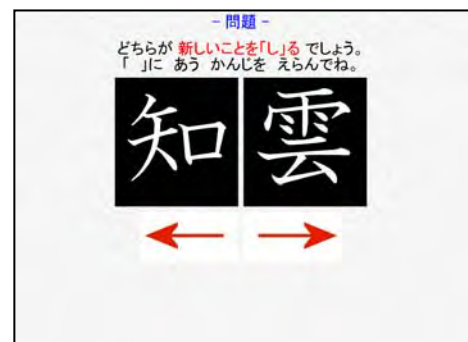 - 問題 -
どちらが 新しいことを「し」る でしょう。
「　」に あう かんじを えらんでね。
知 雲